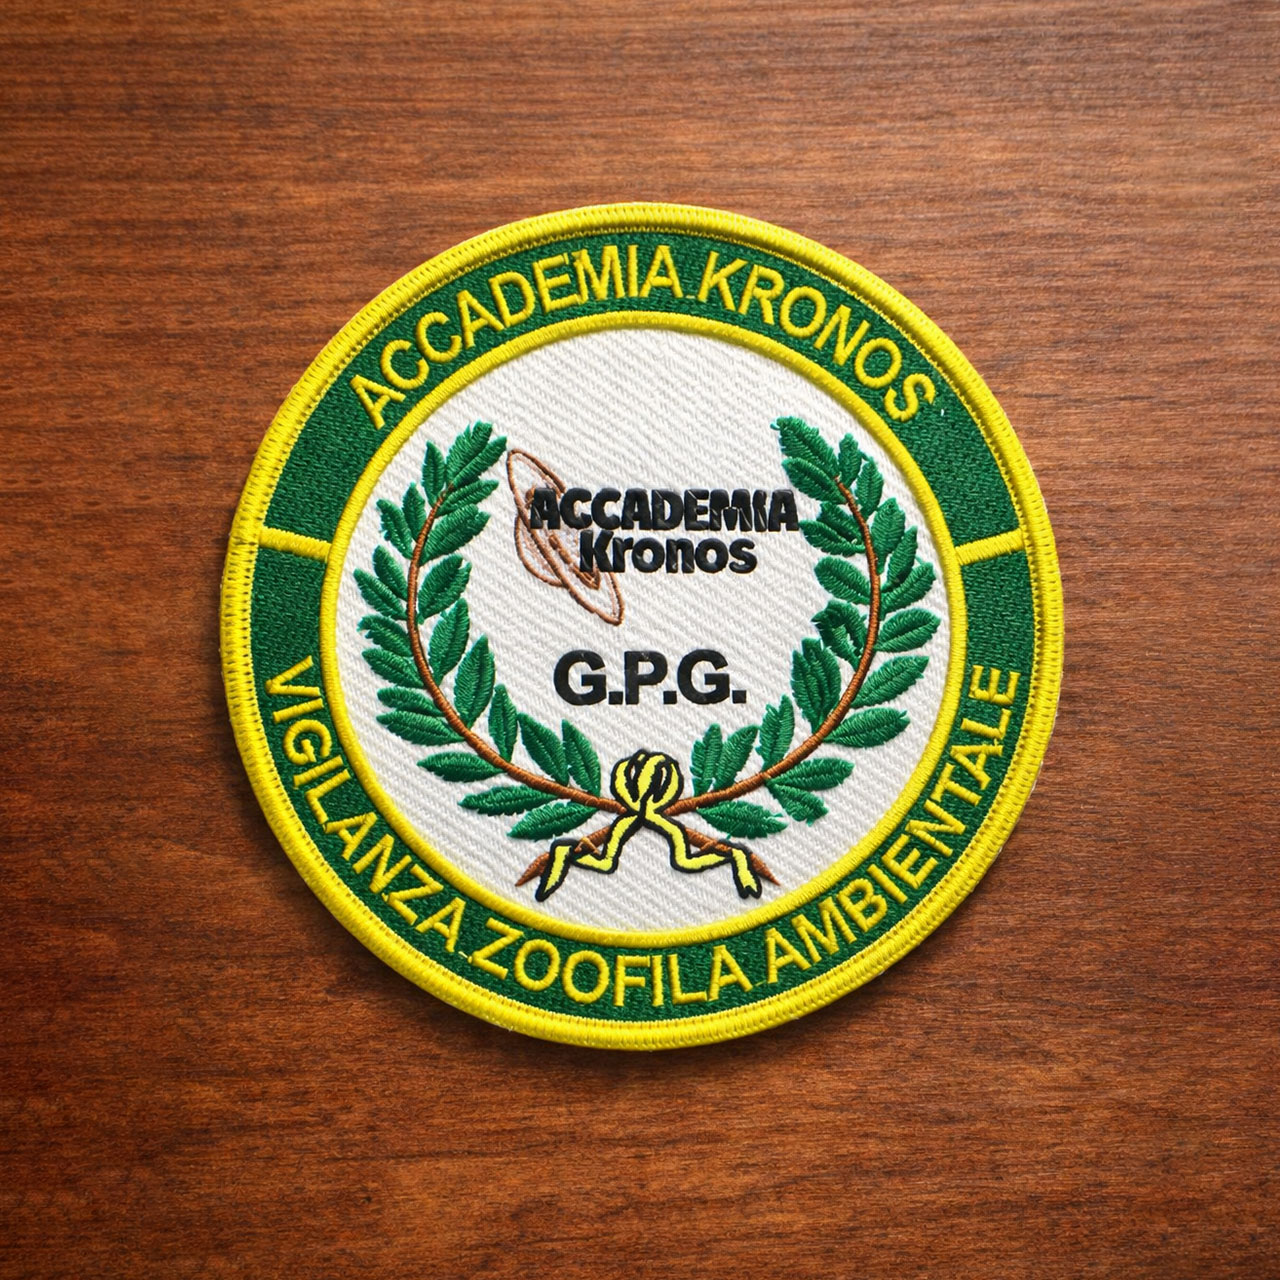 ACCADEMIA KRONOS
ACCADEMIA
Kronos
G.P.G.
VIGILANZA ZOOFILA AMBIENTALE